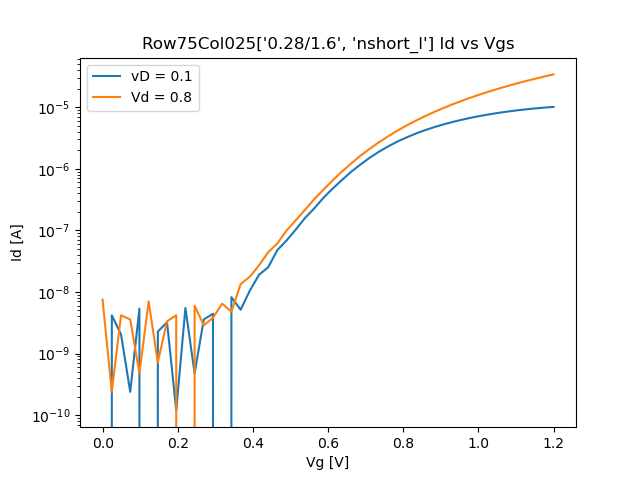 Row75Col025['0.28/1.6', 'nshort_l'] Id vs Vgs
vD = 0.1
Vd = 0.8
Id [A]
10⁻⁵
10⁻⁶
10⁻⁷
10⁻⁸
10⁻⁹
10⁻¹⁰
0.0 0.2 0.4 0.6 0.8 1.0 1.2
Vg [V]